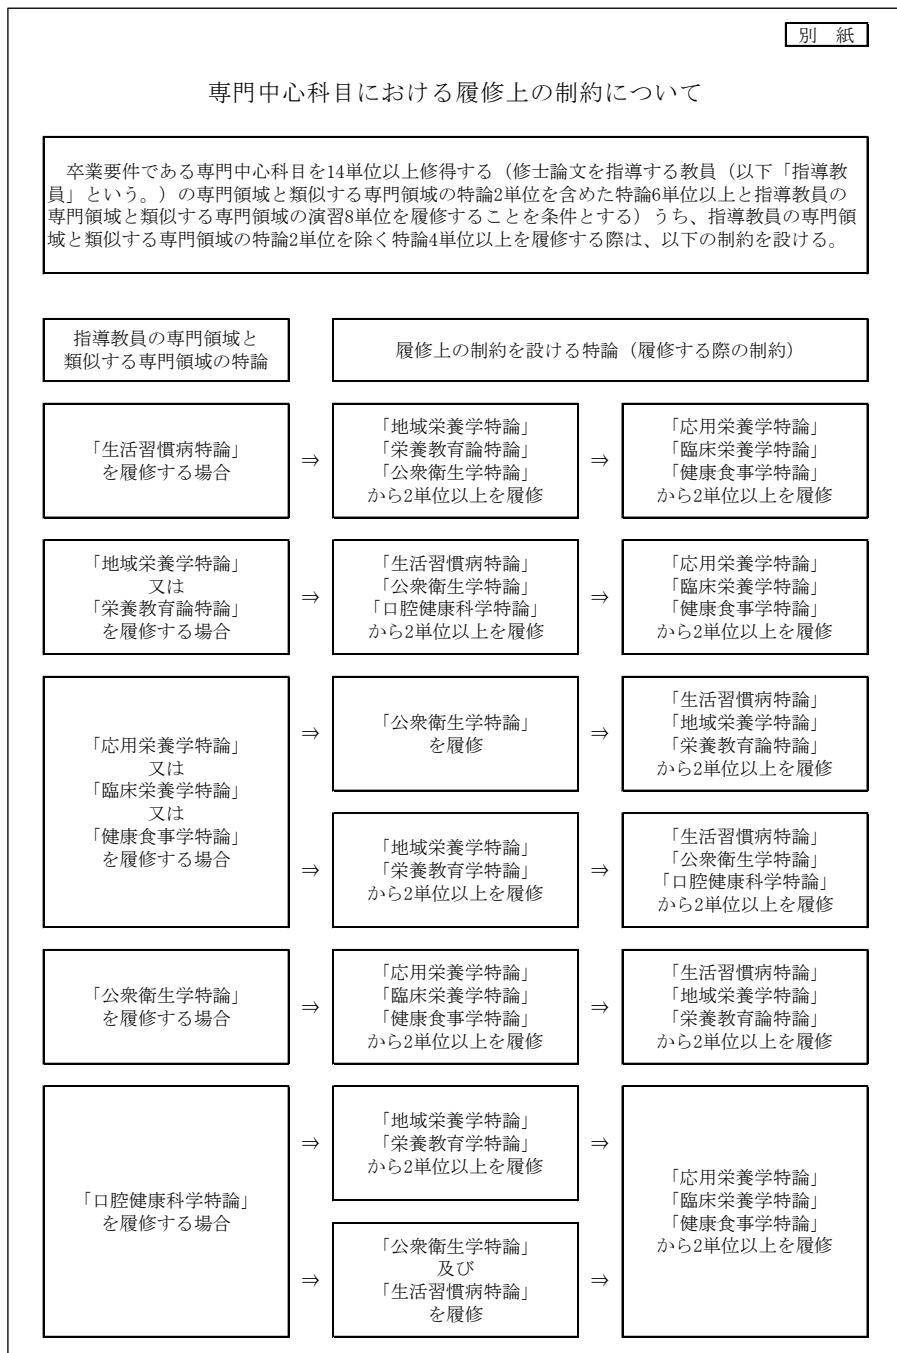 別　紙
専門中心科目における履修上の制約について
卒業要件である専門中心科目を14単位以上修得する（修士論文を指導する教員（以下「指導教
員」という。）の専門領域と類似する専門領域の特論2単位を含めた特論6単位以上と指導教員の
専門領域と類似する専門領域の演習8単位を履修することを条件とする）うち、指導教員の専門領
域と類似する専門領域の特論2単位を除く特論4単位以上を履修する際は、以下の制約を設ける。
指導教員の専門領域と
類似する専門領域の特論
履修上の制約を設ける特論（履修する際の制約）
「生活習慣病特論」
を履修する場合
⇒
「地域栄養学特論」
「栄養教育論特論」
「公衆衛生学特論」
から2単位以上を履修
⇒
「応用栄養学特論」
「臨床栄養学特論」
「健康食事学特論」
から2単位以上を履修
「地域栄養学特論」
又は
「栄養教育論特論」
を履修する場合
⇒
「生活習慣病特論」
「公衆衛生学特論」
「口腔健康科学特論」
から2単位以上を履修
⇒
「応用栄養学特論」
「臨床栄養学特論」
「健康食事学特論」
から2単位以上を履修
「応用栄養学特論」
又は
「臨床栄養学特論」
又は
「健康食事学特論」
を履修する場合
⇒
「公衆衛生学特論」
を履修
⇒
「生活習慣病特論」
「地域栄養学特論」
「栄養教育論特論」
から2単位以上を履修
⇒
「地域栄養学特論」
「栄養教育学特論」
から2単位以上を履修
⇒
「生活習慣病特論」
「公衆衛生学特論」
「口腔健康科学特論」
から2単位以上を履修
「公衆衛生学特論」
を履修する場合
⇒
「応用栄養学特論」
「臨床栄養学特論」
「健康食事学特論」
から2単位以上を履修
⇒
「生活習慣病特論」
「地域栄養学特論」
「栄養教育論特論」
から2単位以上を履修
「口腔健康科学特論」
を履修する場合
⇒
「地域栄養学特論」
「栄養教育学特論」
から2単位以上を履修
⇒
⇒
「公衆衛生学特論」
及び
「生活習慣病特論」
を履修
⇒
「応用栄養学特論」
「臨床栄養学特論」
「健康食事学特論」
から2単位以上を履修